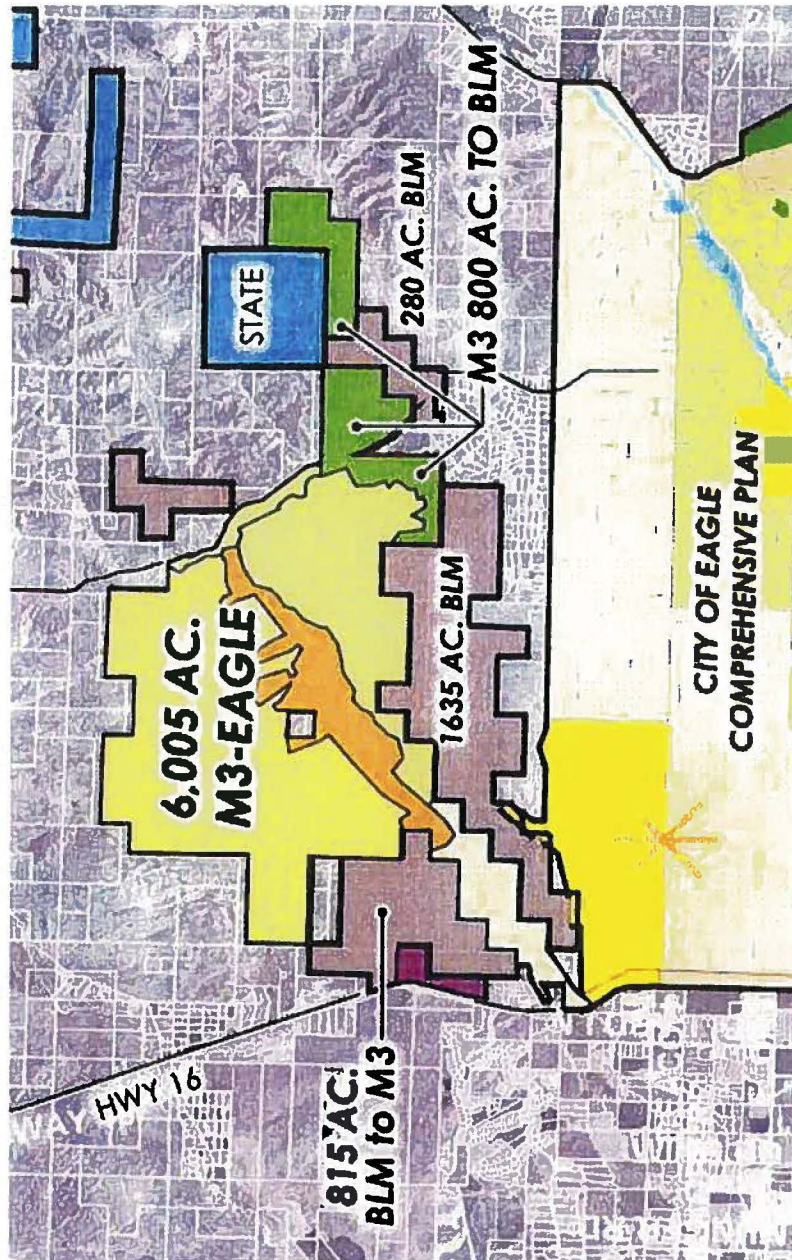 STATE
280 AC. BLM
M3 800 AC. TO BLM
6,005 AC.
M3-EAGLE
1635 AC. BLM
815 AC.
BLM to M3
WAY
HWY 16
CITY OF EAGLE
COMPREHENSIVE PLAN